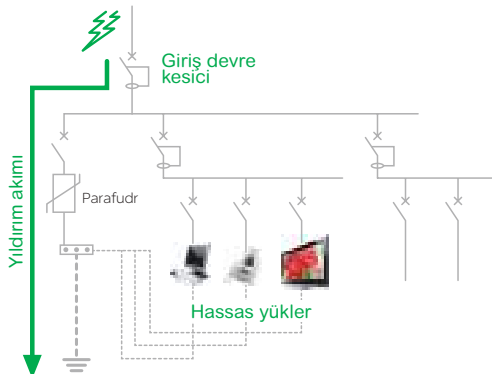 Giriş devre
kesici
Yıldırım akımı
Parafudr
Hassas yükler